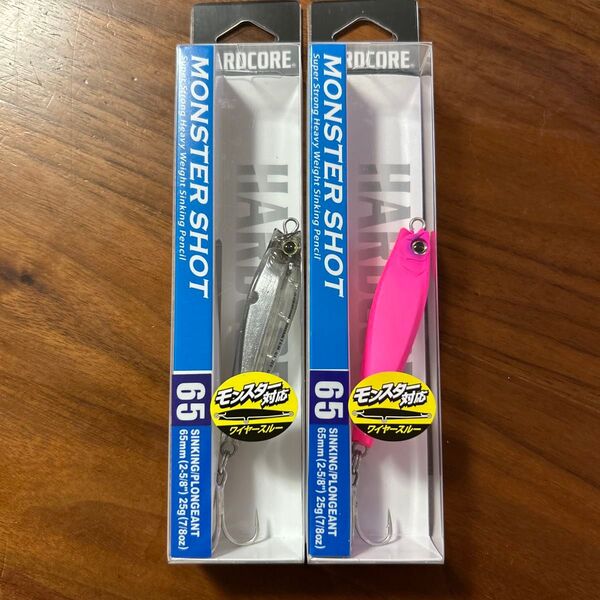 ARDCORE
MONSTER SHOT
Super Strong Heavy Weight Sinking Pencil
65
SINKING/PLONGEANT
65mm (2-5/8") 25g (7/8oz)
モンスター対応
ワイヤースルー
RDCORE
MONSTER SHOT
Super Strong Heavy Weight Sinking Pencil
65
SINKING/PLONGEANT
65mm (2-5/8") 25g (7/8oz)
モンスター対応
ワイヤースルー